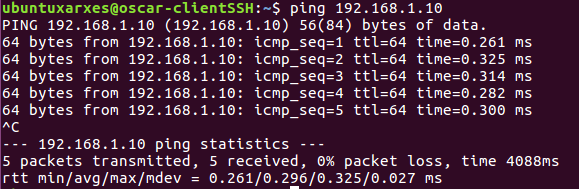 ubuntuxarxes@oscar-clientSSH:~$ ping 192.168.1.10
PING 192.168.1.10 (192.168.1.10) 56(84) bytes of data.
64 bytes from 192.168.1.10: icmp_seq=1 ttl=64 time=0.261 ms
64 bytes from 192.168.1.10: icmp_seq=2 ttl=64 time=0.325 ms
64 bytes from 192.168.1.10: icmp_seq=3 ttl=64 time=0.314 ms
64 bytes from 192.168.1.10: icmp_seq=4 ttl=64 time=0.282 ms
64 bytes from 192.168.1.10: icmp_seq=5 ttl=64 time=0.300 ms
^C
--- 192.168.1.10 ping statistics ---
5 packets transmitted, 5 received, 0% packet loss, time 4088ms
rtt min/avg/max/mdev = 0.261/0.296/0.325/0.027 ms